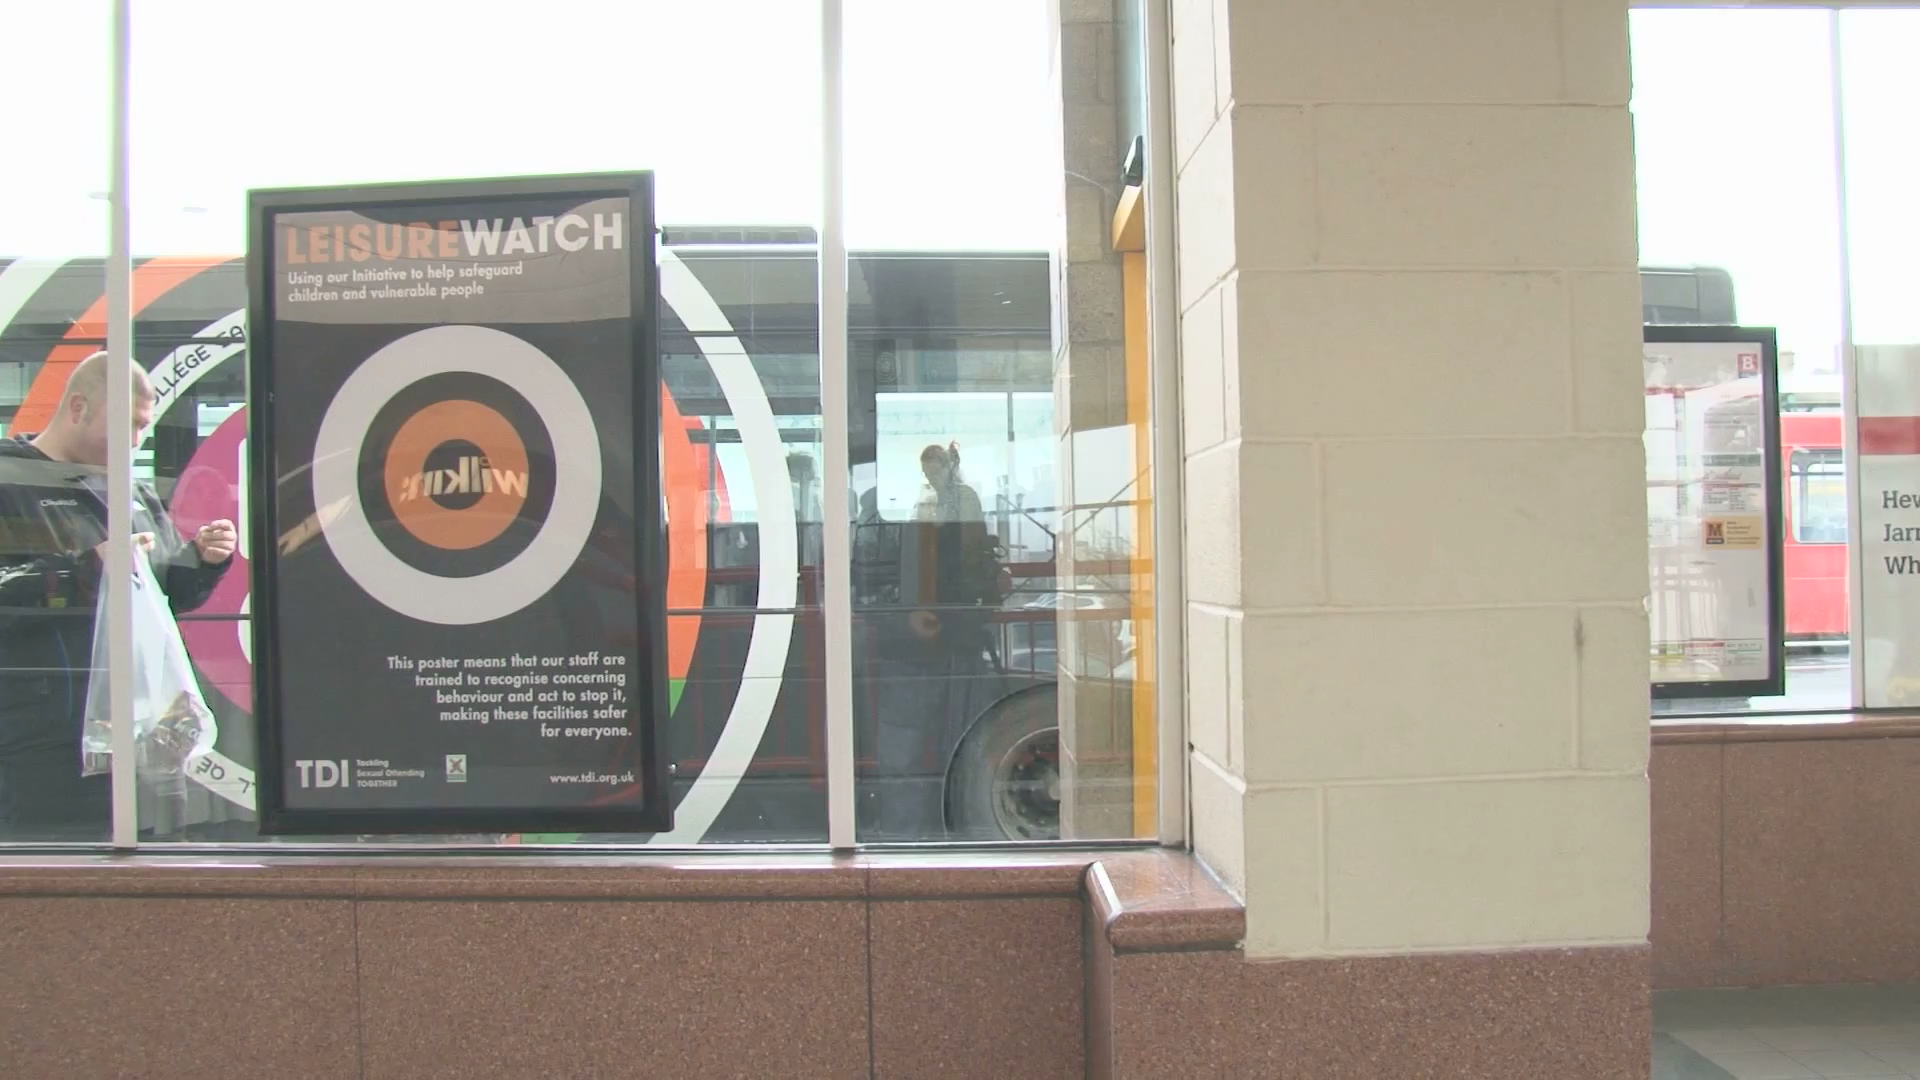 LEISUREWATCH
Using our Initiative to help safeguard
children and vulnerable people
wilkin
This poster means that our staff are
trained to recognise concerning
behaviour and act to stop it,
making these facilities safer
for everyone.
TDI
Tackling
Sexual Offending
TOGETHER
www.tdi.org.uk
B
M
Hew
Jarr
Wh